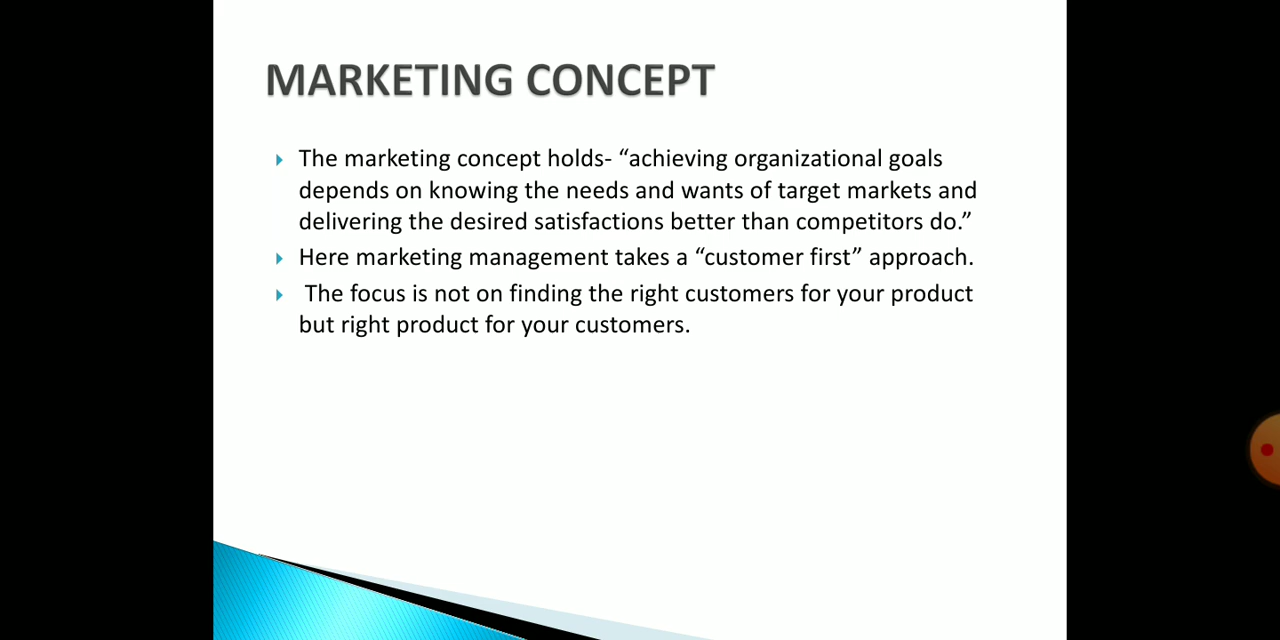 MARKETING CONCEPT
The marketing concept holds- “achieving organizational goals
depends on knowing the needs and wants of target markets and
delivering the desired satisfactions better than competitors do.”
Here marketing management takes a “customer first” approach.
The focus is not on finding the right customers for your product
but right product for your customers.